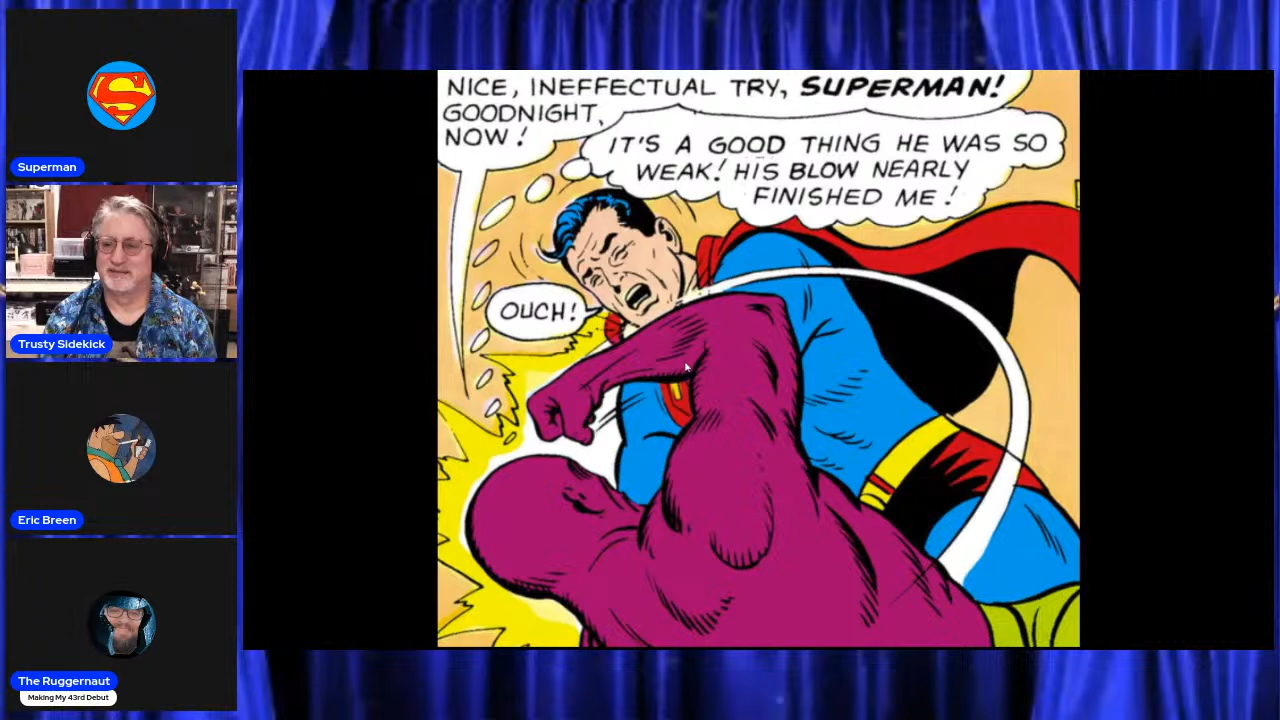 NICE, INEFFECTUAL TRY, SUPERMAN!
GOODNIGHT,
NOW!
IT'S A GOOD THING HE WAS SO
WEAK! HIS BLOW NEARLY
FINISHED ME!
OUCH!
Superman
Trusty Sidekick
Eric Breen
The Ruggernaut
Making My 43rd Debut